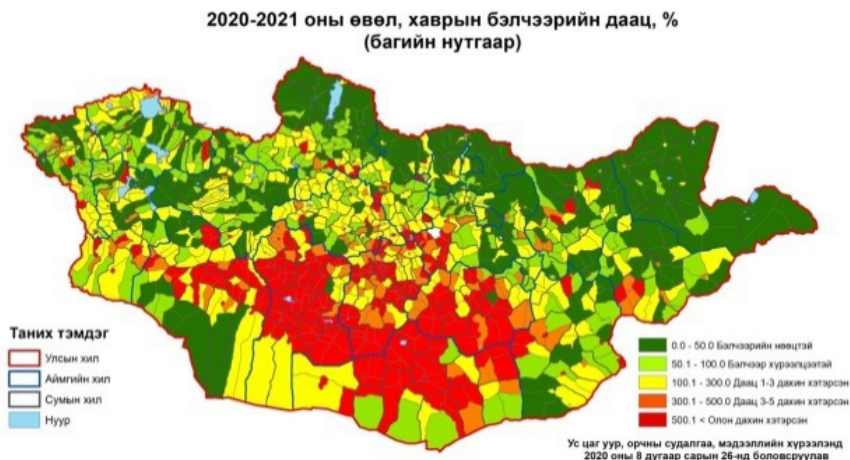 2020-2021 оны өвөл, хаврын бэлчээрийн даац, %
(багийн нутгаар)
Таних тэмдэг
Улсын хил
Аймгийн хил
Сумын хил
Нуур
0.0 - 50.0 Бэлчээрийн нөөцтэй
50.1 - 100.0 Бэлчээр хүрэлцээтэй
100.1 - 300.0 Даац 1-3 дахин хэтэрсэн
300.1 - 500.0 Даац 3-5 дахин хэтэрсэн
500.1 < Олон дахин хэтэрсэн
Ус цаг уур, орчны судалгаа, мэдээллийн хүрээлэнд
2020 оны 8 дугаар сарын 26-нд боловсруулав